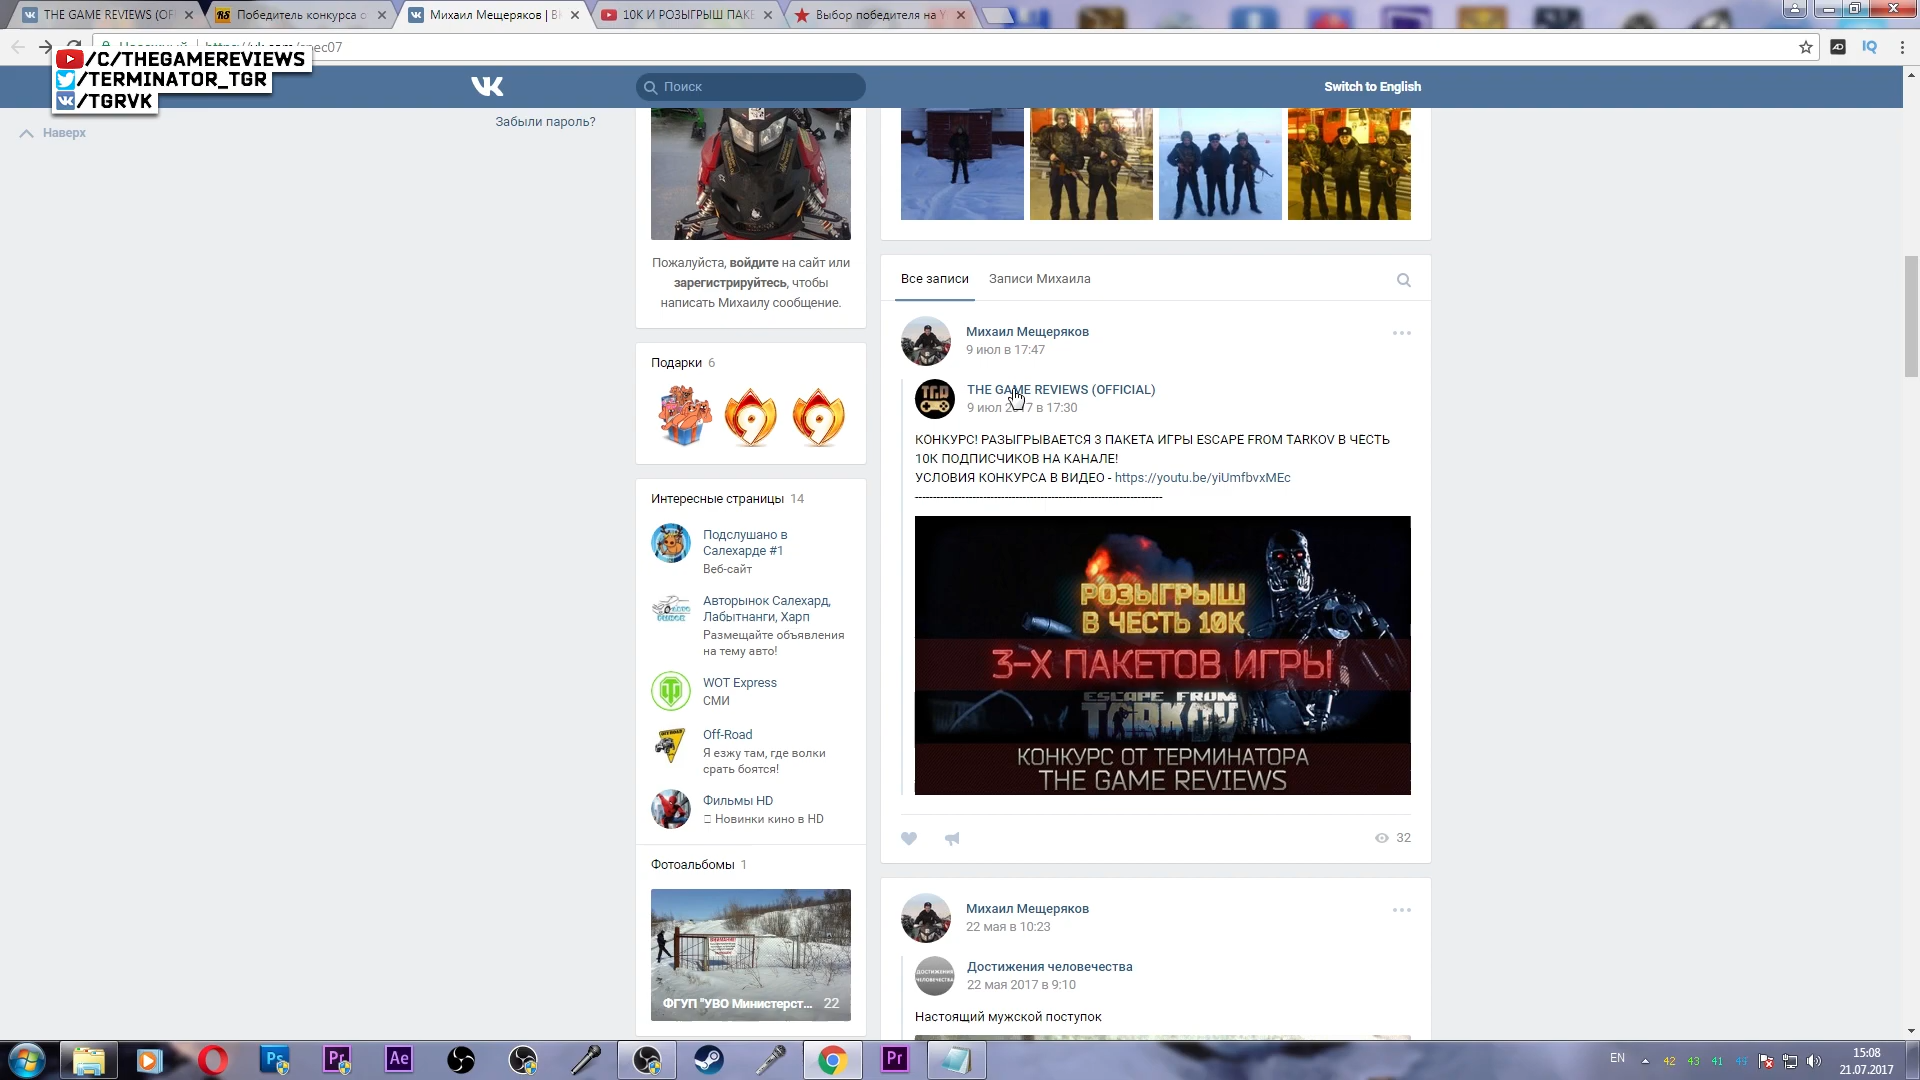 THE GAME REVIEWS (OF
Победитель конкурса о
Михаил Мещеряков | В
10К И РОЗЫГРЫШ ПАКЕ
Выбор победителя на Y
/C/THEGAMEREVIEWS
/TERMINATOR_TGR
/TGRVK
Поиск
Switch to English
Забыли пароль?
Наверх
Пожалуйста, войдите на сайт или
зарегистрируйтесь, чтобы
написать Михаилу сообщение.
Подарки 6
Интересные страницы 14
Подслушано в
Салехарде #1
Веб-сайт
Авторынок Салехард,
Лабытнанги, Харп
Размещайте объявления
на тему авто!
WOT Express
СМИ
Off-Road
Я езжу там, где волки
срать боятся!
Фильмы HD
Новинки кино в HD
Фотоальбомы 1
ФГУП "УВО Министерст... 22
Все записи Записи Михаила
Михаил Мещеряков
9 июл в 17:47
THE GAME REVIEWS (OFFICIAL)
9 июл 2017 в 17:30
КОНКУРС! РАЗЫГРЫВАЕТСЯ 3 ПАКЕТА ИГРЫ ESCAPE FROM TARKOV В ЧЕСТЬ
10К ПОДПИСЧИКОВ НА КАНАЛЕ!
УСЛОВИЯ КОНКУРСА В ВИДЕО - https://youtu.be/yiUmfbvxMEc
РОЗЫГРЫШ
В ЧЕСТЬ 10К
3-Х ПАКЕТОВ ИГРЫ
ESCAPE FROM
TARKOV
КОНКУРС ОТ ТЕРМИНАТОРА
THE GAME REVIEWS
32
Михаил Мещеряков
22 мая в 10:23
Достижения человечества
22 мая 2017 в 9:10
Настоящий мужской поступок
EN 42 43 41
15:08
21.07.2017